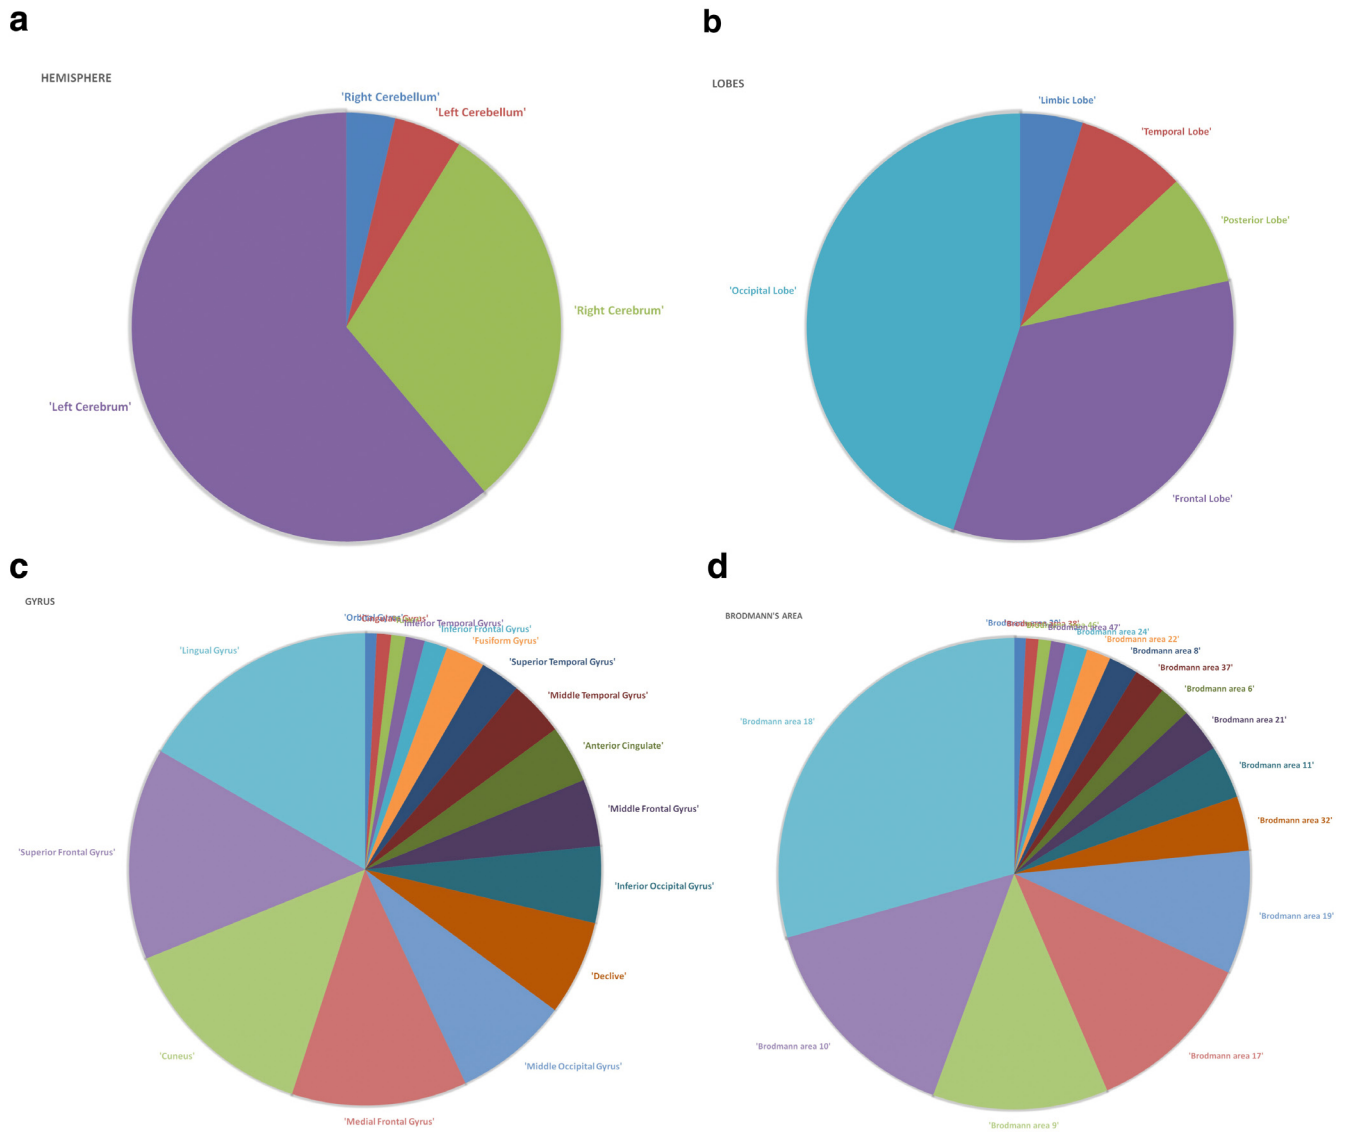 a
HEMISPHERE
'Right Cerebellum'
'Left Cerebellum'
'Right Cerebrum'
'Left Cerebrum'
b
LOBES
'Limbic Lobe'
'Temporal Lobe'
'Posterior Lobe'
'Occipital Lobe'
'Frontal Lobe'
c
GYRUS
'Inferior Temporal Gyrus'
'Inferior Frontal Gyrus'
'Fusiform Gyrus'
'Lingual Gyrus'
'Superior Temporal Gyrus'
'Middle Temporal Gyrus'
'Anterior Cingulate'
'Middle Frontal Gyrus'
'Superior Frontal Gyrus'
'Inferior Occipital Gyrus'
'Declive'
'Cuneus'
'Middle Occipital Gyrus'
'Medial Frontal Gyrus'
d
BRODMANN'S AREA
'Brodmann area 47'
'Brodmann area 24'
'Brodmann area 22'
'Brodmann area 8'
'Brodmann area 37'
'Brodmann area 6'
'Brodmann area 21'
'Brodmann area 18'
'Brodmann area 11'
'Brodmann area 32'
'Brodmann area 19'
'Brodmann area 10'
'Brodmann area 17'
'Brodmann area 9'